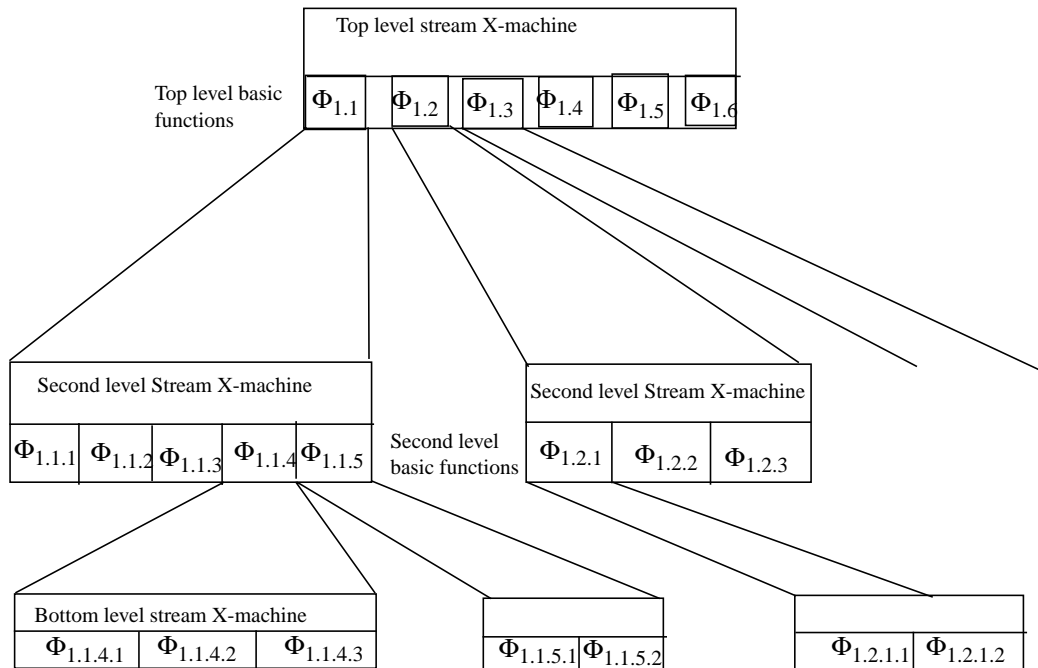 Top level stream X-machine
Top level basic
functions
Φ1.1 Φ1.2 Φ1.3 Φ1.4 Φ1.5 Φ1.6
Second level Stream X-machine
Φ1.1.1 Φ1.1.2 Φ1.1.3 Φ1.1.4 Φ1.1.5
Second level
basic functions
Second level Stream X-machine
Φ1.2.1 Φ1.2.2 Φ1.2.3
Bottom level stream X-machine
Φ1.1.4.1 Φ1.1.4.2 Φ1.1.4.3
Φ1.1.5.1 Φ1.1.5.2
Φ1.2.1.1 Φ1.2.1.2